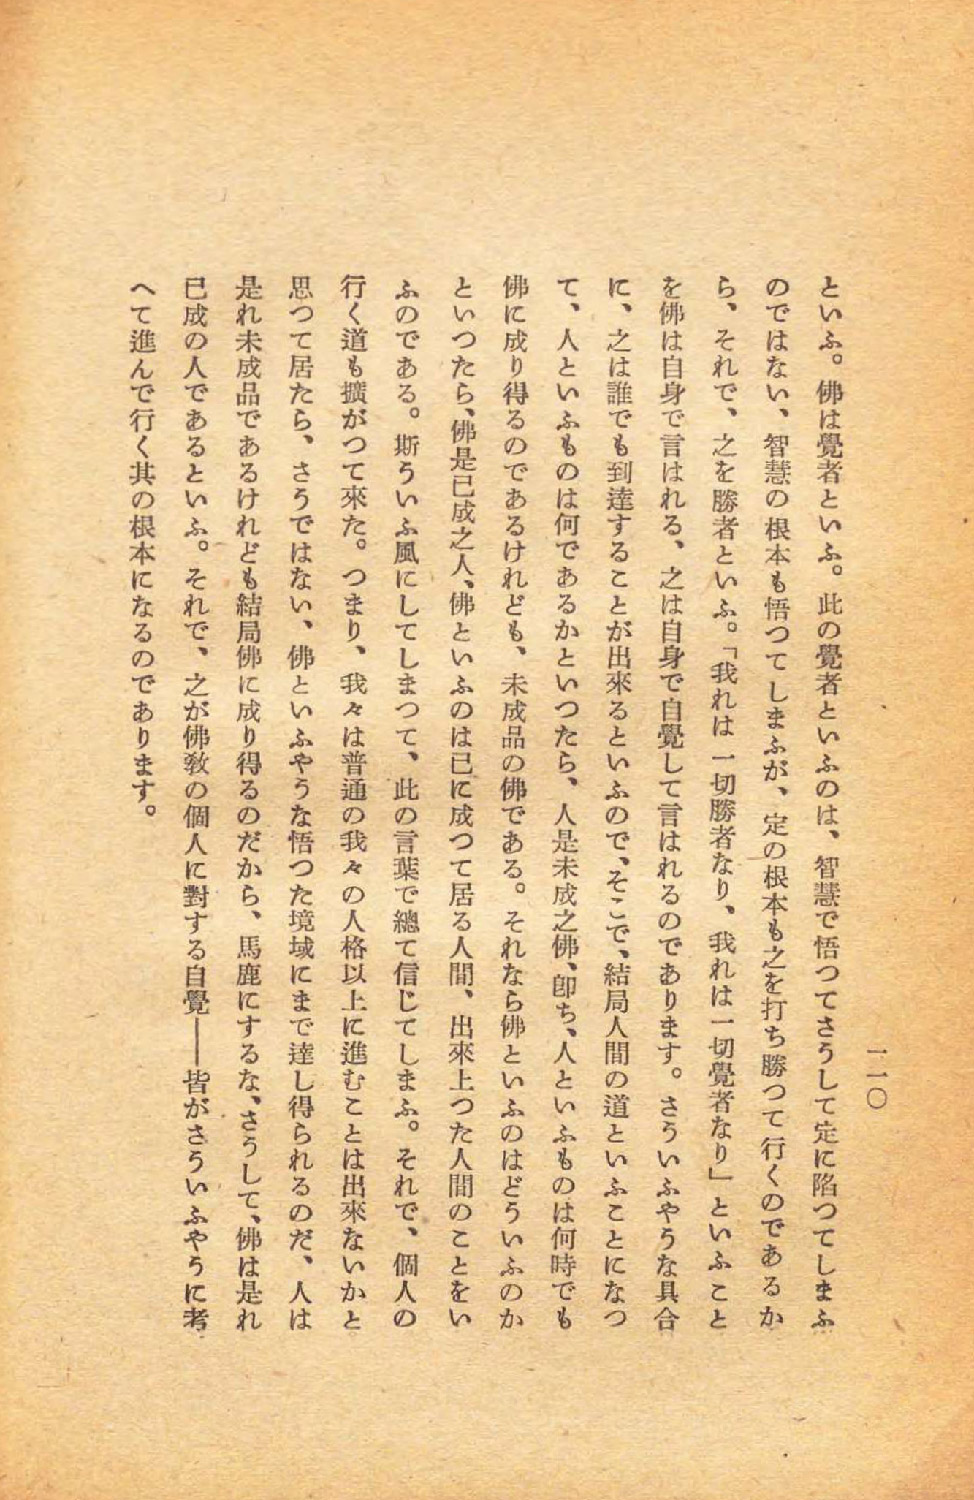 一一〇
といふ。佛は覺者といふ。此の覺者といふのは、智慧で悟つてさうして定に陷つてしまふ
のではない、智慧の根本も悟つてしまふが、定の根本も之を打ち勝つて行くのであるか
ら、それで、之を勝者といふ。「我れは一切勝者なり、我れは一切覺者なり」といふこと
を佛は自身で言はれる、之は自身で自覺して言はれるのであります。さういふやうな具合
に、之は誰でも到達することが出來るといふので、そこで、結局人間の道といふことになつ
て、人といふものは何であるかといつたら、人是未成之佛、卽ち、人といふものは何時でも
佛に成り得るのであるけれども、未成品の佛である。それなら佛といふのはどういふのか
といつたら、佛是已成之人、佛といふのは已に成つて居る人間、出來上つた人間のことをい
ふのである。斯ういふ風にしてしまつて、此の言葉で總て信じてしまふ。それで、個人の
行く道も擴がつて來た。つまり、我々は普通の我々の人格以上に進むことは出來ないかと
思つて居たら、さうではない、佛といふやうな悟つた境域にまで達し得られるのだ、人は
是れ未成品であるけれども結局佛に成り得るのだから、馬鹿にするな、さうして、佛は是れ
已成の人であるといふ。それで、之が佛敎の個人に對する自覺――皆がさういふやうに考
へて進んで行く其の根本になるのであります。